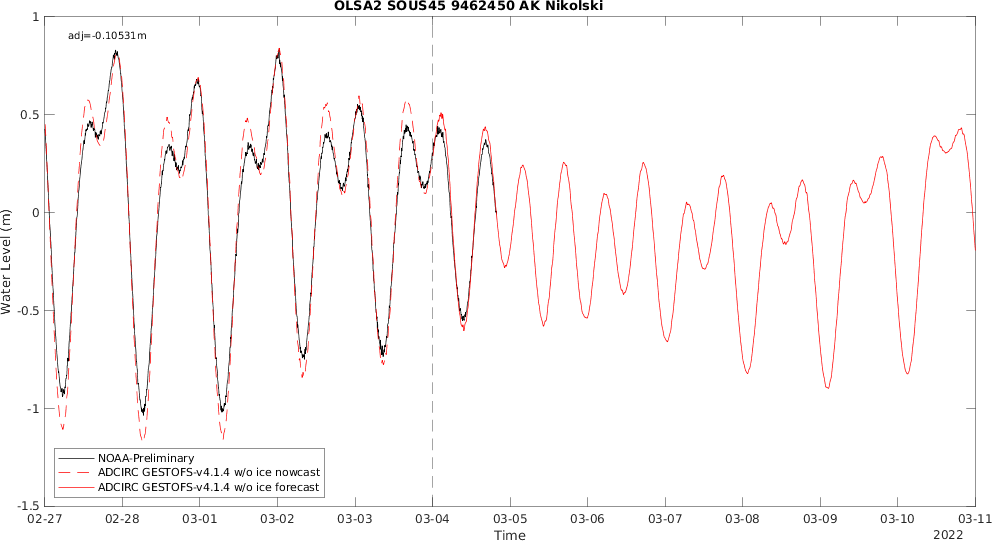 OLSA2 SOUS45 9462450 AK Nikolski
adj=-0.10531m
1
0.5
0
-0.5
-1
-1.5
Water Level (m)
NOAA-Preliminary
ADCIRC GESTOFS-v4.1.4 w/o ice nowcast
ADCIRC GESTOFS-v4.1.4 w/o ice forecast
02-27 02-28 03-01 03-02 03-03 03-04 03-05 03-06 03-07 03-08 03-09 03-10 03-11
Time
2022